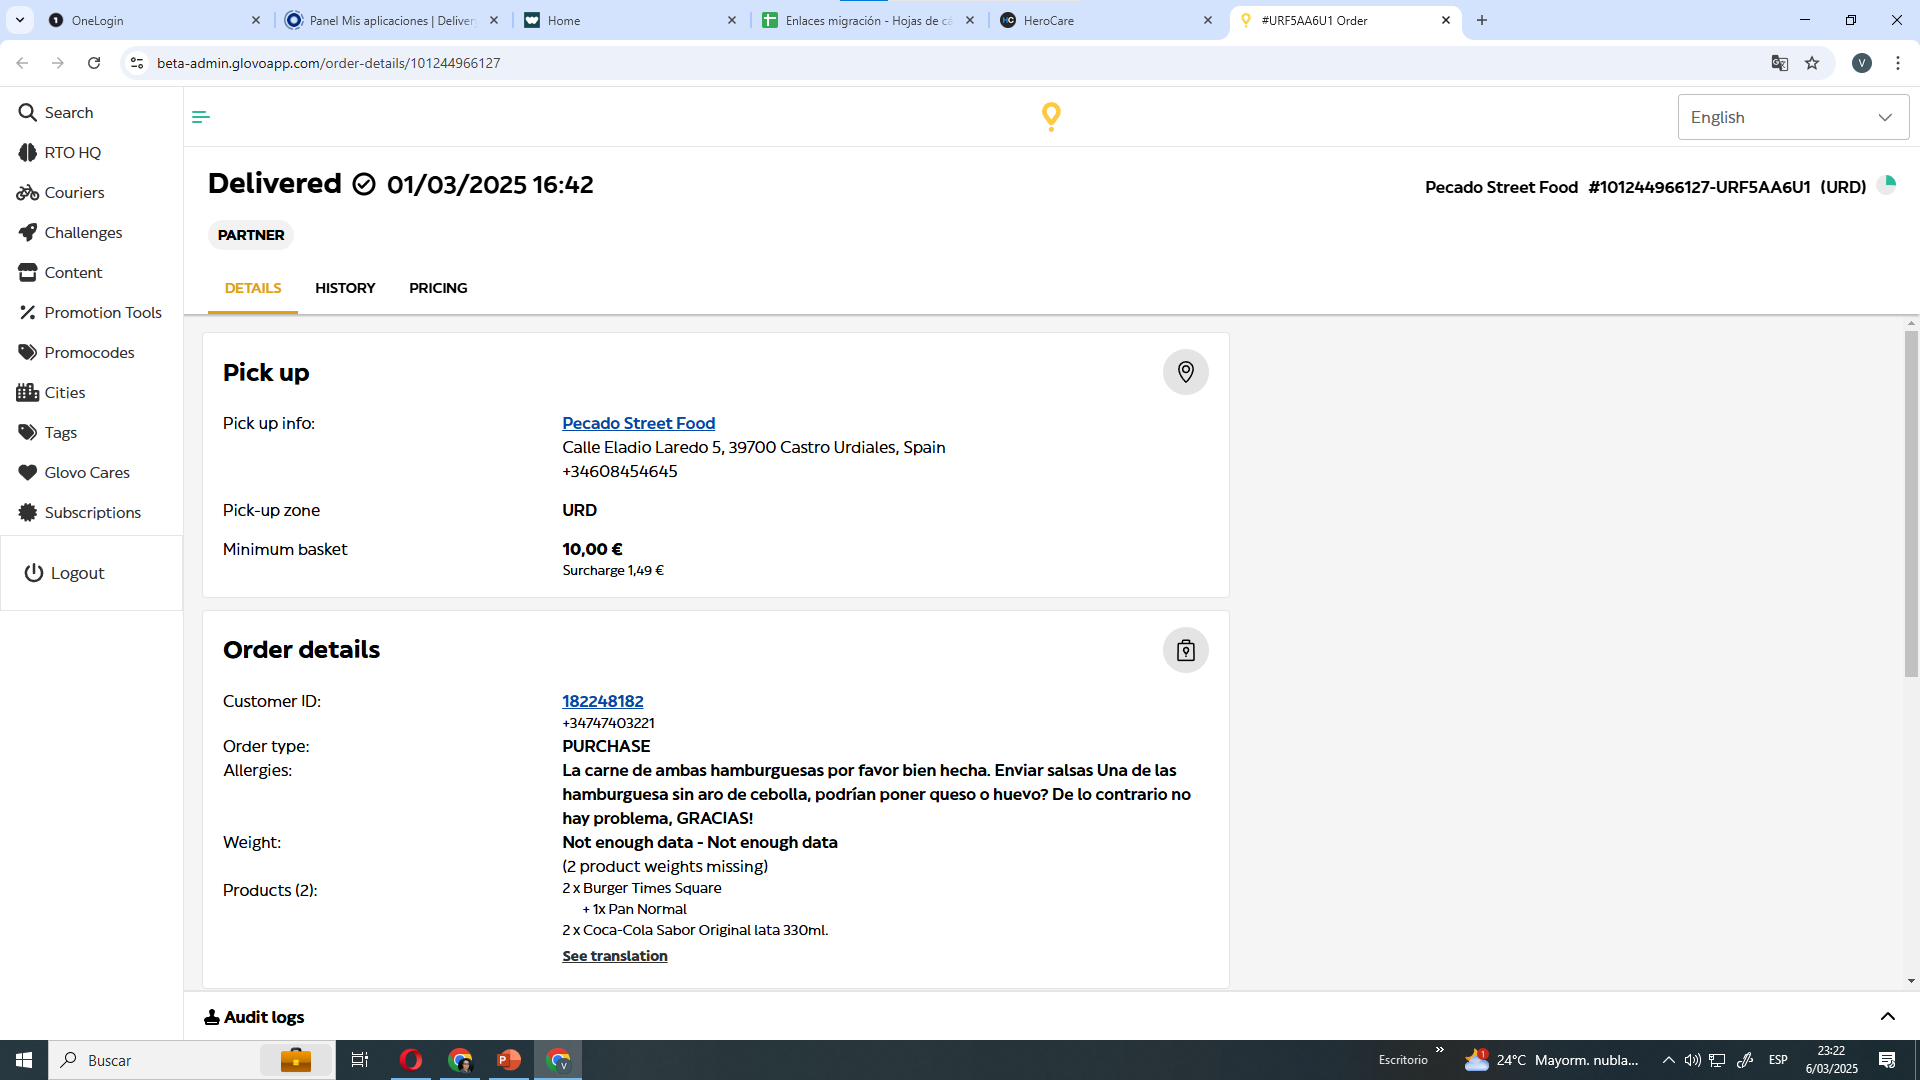 OneLogin
Panel Mis aplicaciones | Deliver
Home
Enlaces migración - Hojas de cá
HeroCare
#URF5AA6U1 Order
beta-admin.glovoapp.com/order-details/101244966127
V
Search
RTO HQ
Couriers
Challenges
Content
Promotion Tools
Promocodes
Cities
Tags
Glovo Cares
Subscriptions
Logout
English
Delivered 01/03/2025 16:42
Pecado Street Food #101244966127-URF5AA6U1 (URD)
PARTNER
DETAILS HISTORY PRICING
Pick up
Pick up info: Pecado Street Food
Calle Eladio Laredo 5, 39700 Castro Urdiales, Spain
+34608454645
Pick-up zone URD
Minimum basket 10,00 €
Surcharge 1,49 €
Order details
Customer ID: 182248182
+34747403221
Order type: PURCHASE
Allergies: La carne de ambas hamburguesas por favor bien hecha. Enviar salsas Una de las
hamburguesa sin aro de cebolla, podrían poner queso o huevo? De lo contrario no
hay problema, GRACIAS!
Weight: Not enough data - Not enough data
(2 product weights missing)
Products (2): 2 x Burger Times Square
+ 1x Pan Normal
2 x Coca-Cola Sabor Original lata 330ml.
See translation
Audit logs
Buscar
Escritorio
24°C Mayorm. nubla...
ESP
23:22
6/03/2025